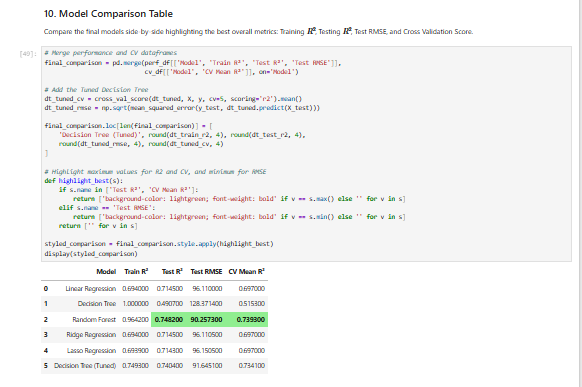 10. Model Comparison Table
Compare the final models side-by-side highlighting the best overall metrics: Training R², Testing R², Test RMSE, and Cross Validation Score.
[40]:
# Merge performance and CV dataframes
final_comparison = pd.merge(perf_df[['Model', 'Train R²', 'Test R²', 'Test RMSE']],
cv_df[['Model', 'CV Mean R²']], on='Model')
# Add the Tuned Decision Tree
dt_tuned_cv = cross_val_score(dt_tuned, X, y, cv=5, scoring='r2').mean()
dt_tuned_rmse = np.sqrt(mean_squared_error(y_test, dt_tuned.predict(X_test)))
final_comparison.loc[len(final_comparison)] = [
'Decision Tree (Tuned)', round(dt_train_r2, 4), round(dt_test_r2, 4),
round(dt_tuned_rmse, 4), round(dt_tuned_cv, 4)
]
# Highlight maximum values for R2 and CV, and minimum for RMSE
def highlight_best(s):
if s.name in ['Test R²', 'CV Mean R²']:
return ['background-color: lightgreen; font-weight: bold' if v == s.max() else '' for v in s]
elif s.name == 'Test RMSE':
return ['background-color: lightgreen; font-weight: bold' if v == s.min() else '' for v in s]
return ['' for v in s]
styled_comparison = final_comparison.style.apply(highlight_best)
display(styled_comparison)
Model Train R² Test R² Test RMSE CV Mean R²
0 Linear Regression 0.694000 0.714500 96.110000 0.697000
1 Decision Tree 1.000000 0.490700 128.371400 0.515300
2 Random Forest 0.964200 0.748200 90.257300 0.739300
3 Ridge Regression 0.694000 0.714500 96.110500 0.697000
4 Lasso Regression 0.693900 0.714300 96.150500 0.697000
5 Decision Tree (Tuned) 0.749300 0.740400 91.645100 0.734100